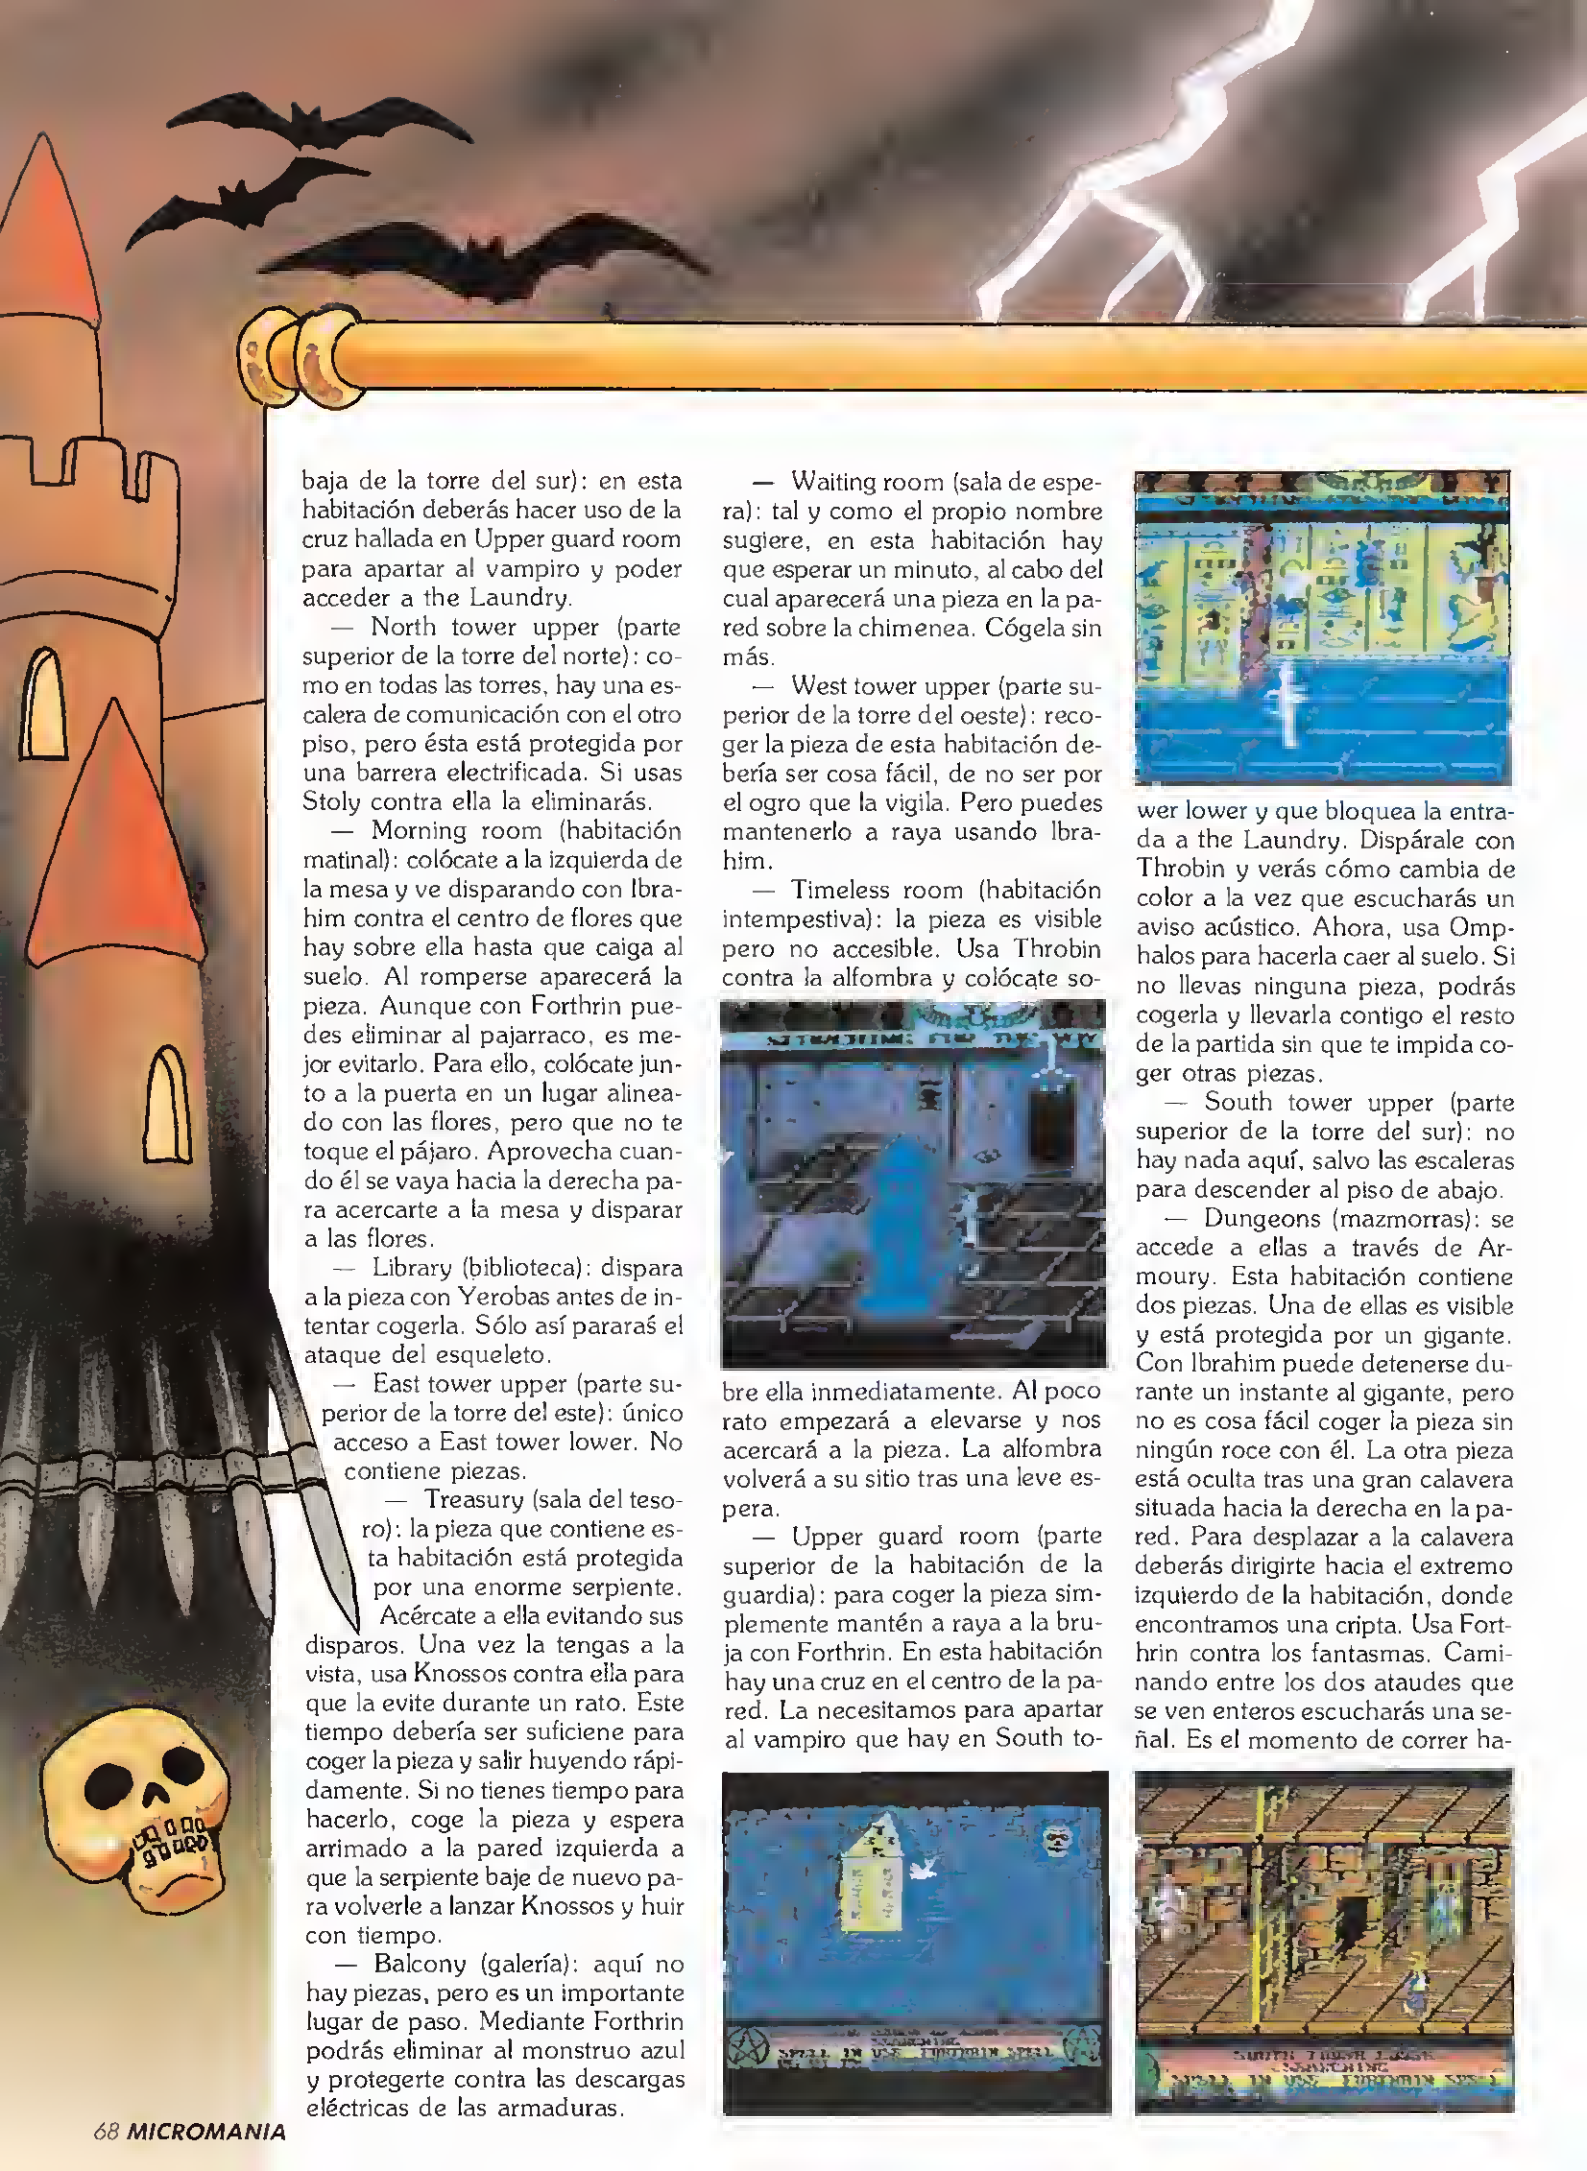 baja de la torre del sur): en esta
habitación deberás hacer uso de la
cruz hallada en Upper guard room
para apartar al vampiro y poder
acceder a the Laundry.
— North tower upper (parte
superior de la torre del norte): co-
mo en todas las torres, hay una es-
calera de comunicación con el otro
piso, pero ésta está protegida por
una barrera electrificada. Si usas
Stoly contra ella la eliminarás.
— Morning room (habitación
matinal): colócate a la izquierda de
la mesa y ve disparando con Ibra-
him contra el centro de flores que
hay sobre ella hasta que caiga al
suelo. Al romperse aparecerá la
pieza. Aunque con Forthrin pue-
des eliminar al pajarraco, es me-
jor evitarlo. Para ello, colócate jun-
to a la puerta en un lugar alinea-
do con las flores, pero que no te
toque el pájaro. Aprovecha cuan-
do él se vaya hacia la derecha pa-
ra acercarte a la mesa y disparar
a las flores.
— Library (biblioteca): dispara
a la pieza con Yerobas antes de in-
tentar cogerla. Sólo así pararaś el
ataque del esqueleto.
— East tower upper (parte su-
perior de la torre del este): único
acceso a East tower lower. No
contiene piezas.
— Treasury (sala del teso-
ro): la pieza que contiene es-
ta habitación está protegida
por una enorme serpiente.
Acércate a ella evitando sus
disparos. Una vez la tengas a la
vista, usa Knossos contra ella para
que la evite durante un rato. Este
tiempo debería ser suficiene para
coger la pieza y salir huyendo rápi-
damente. Si no tienes tiempo para
hacerlo, coge la pieza y espera
arrimado a la pared izquierda a
que la serpiente baje de nuevo pa-
ra volverle a lanzar Knossos y huir
con tiempo.
— Balcony (galería): aquí no
hay piezas, pero es un importante
lugar de paso. Mediante Forthrin
podrás eliminar al monstruo azul
y protegerte contra las descargas
eléctricas de las armaduras.
— Waiting room (sala de espe-
ra): tal y como el propio nombre
sugiere, en esta habitación hay
que esperar un minuto, al cabo del
cual aparecerá una pieza en la pa-
red sobre la chimenea. Cógela sin
más.
— West tower upper (parte su-
perior de la torre del oeste): reco-
ger la pieza de esta habitación de-
bería ser cosa fácil, de no ser por
el ogro que la vigila. Pero puedes
mantenerlo a raya usando Ibra-
him.
— Timeless room (habitación
intempestiva): la pieza es visible
pero no accesible. Usa Throbin
contra la alfombra y colócate so-
bre ella inmediatamente. Al poco
rato empezará a elevarse y nos
acercará a la pieza. La alfombra
volverá a su sitio tras una leve es-
pera.
— Upper guard room (parte
superior de la habitación de la
guardia): para coger la pieza sim-
plemente mantén a raya a la bru-
ja con Forthrin. En esta habitación
hay una cruz en el centro de la pa-
red. La necesitamos para apartar
al vampiro que hay en South to-
SPELL IN USE FORTHRIN SPELL
wer lower y que bloquea la entra-
da a the Laundry. Dispárale con
Throbin y verás cómo cambia de
color a la vez que escucharás un
aviso acústico. Ahora, usa Omp-
halos para hacerla caer al suelo. Si
no llevas ninguna pieza, podrás
cogerla y llevarla contigo el resto
de la partida sin que te impida co-
ger otras piezas.
— South tower upper (parte
superior de la torre del sur): no
hay nada aquí, salvo las escaleras
para descender al piso de abajo.
— Dungeons (mazmorras): se
accede a ellas a través de Ar-
moury. Esta habitación contiene
dos piezas. Una de ellas es visible
y está protegida por un gigante.
Con Ibrahim puede detenerse du-
rante un instante al gigante, pero
no es cosa fácil coger la pieza sin
ningún roce con él. La otra pieza
está oculta tras una gran calavera
situada hacia la derecha en la pa-
red. Para desplazar a la calavera
deberás dirigirte hacia el extremo
izquierdo de la habitación, donde
encontramos una cripta. Usa Fort-
hrin contra los fantasmas. Cami-
nando entre los dos ataudes que
se ven enteros escucharás una se-
ñal. Es el momento de correr ha-
SOUTH TOWER LOWER
SEARCHING
SPELL IN USE FORTHRIN SPELL
68 MICROMANIA